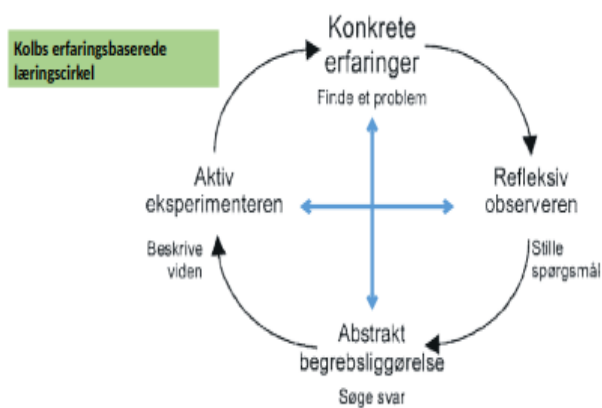 Kolbs erfaringsbaserede
læringscirkel
Konkrete
erfaringer
Finde et problem
Refleksiv
observeren
Stille
spørgsmål
Abstrakt
begrebsliggørelse
Søge svar
Aktiv
eksperimenteren
Beskrive
viden